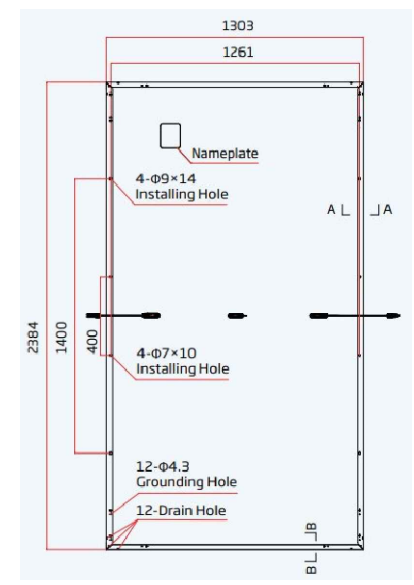 1303
1261
Nameplate
4-Φ9×14
Installing Hole
A A
2384
1400
400
4-Φ7×10
Installing Hole
12-Φ4.3
Grounding Hole
12-Drain Hole
B
B